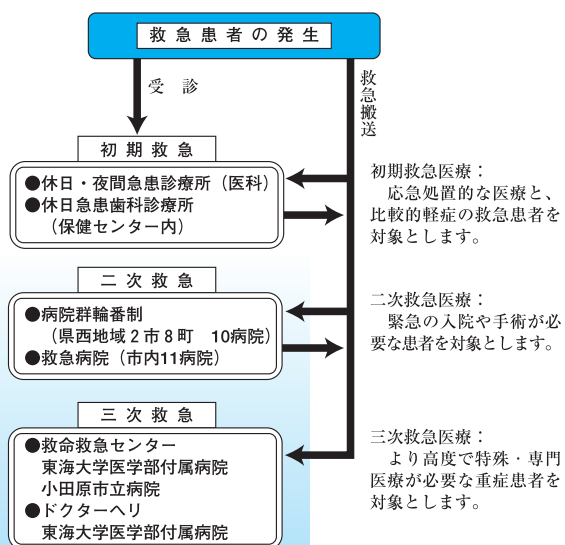 救急患者の発生
受 診
救急搬送
初期救急
●休日・夜間急患診療所（医科）
●休日急患歯科診療所
（保健センター内）
初期救急医療：
応急処置的な医療と、
比較的軽症の救急患者を
対象とします。
二次救急
●病院群輪番制
（県西地域２市８町　10病院）
●救急病院（市内11病院）
二次救急医療：
緊急の入院や手術が必
要な患者を対象とします。
三次救急
●救命救急センター
東海大学医学部付属病院
小田原市立病院
●ドクターヘリ
東海大学医学部付属病院
三次救急医療：
より高度で特殊・専門
医療が必要な重症患者を
対象とします。